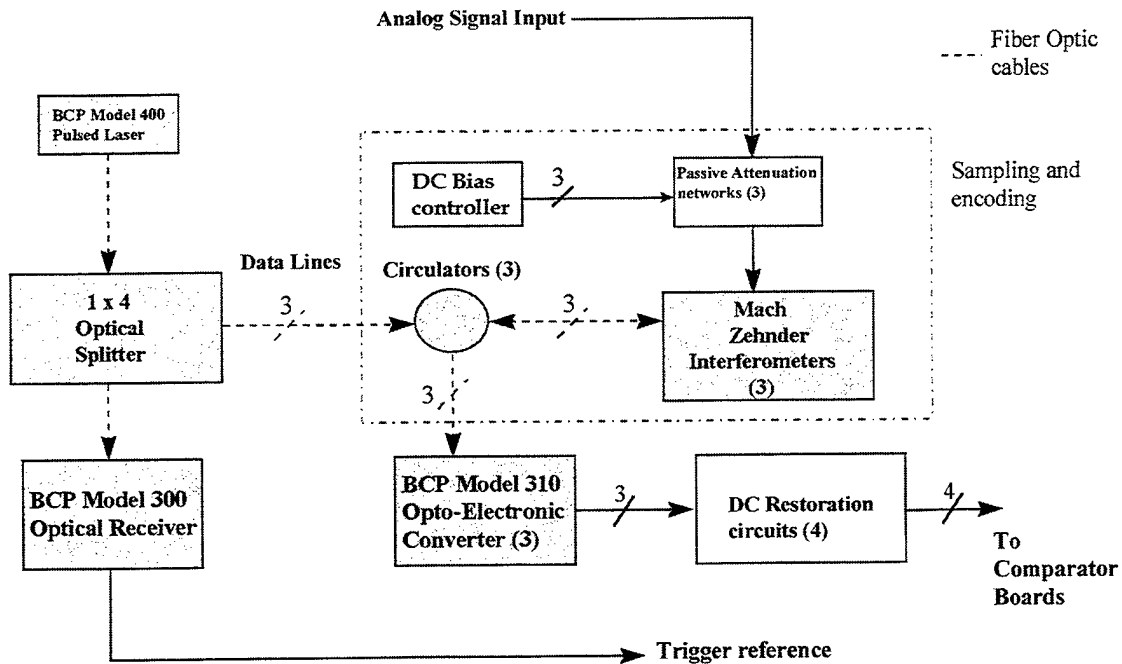 Analog Signal Input
Fiber Optic
cables
BCP Model 400
Pulsed Laser
DC Bias
controller
3
Passive Attenuation
networks (3)
Sampling and
encoding
Data Lines
Circulators (3)
1 x 4
Optical
Splitter
3
3
Mach
Zehnder
Interferometers
(3)
3
BCP Model 300
Optical Receiver
BCP Model 310
Opto-Electronic
Converter (3)
3
DC Restoration
circuits (4)
4
To
Comparator
Boards
Trigger reference